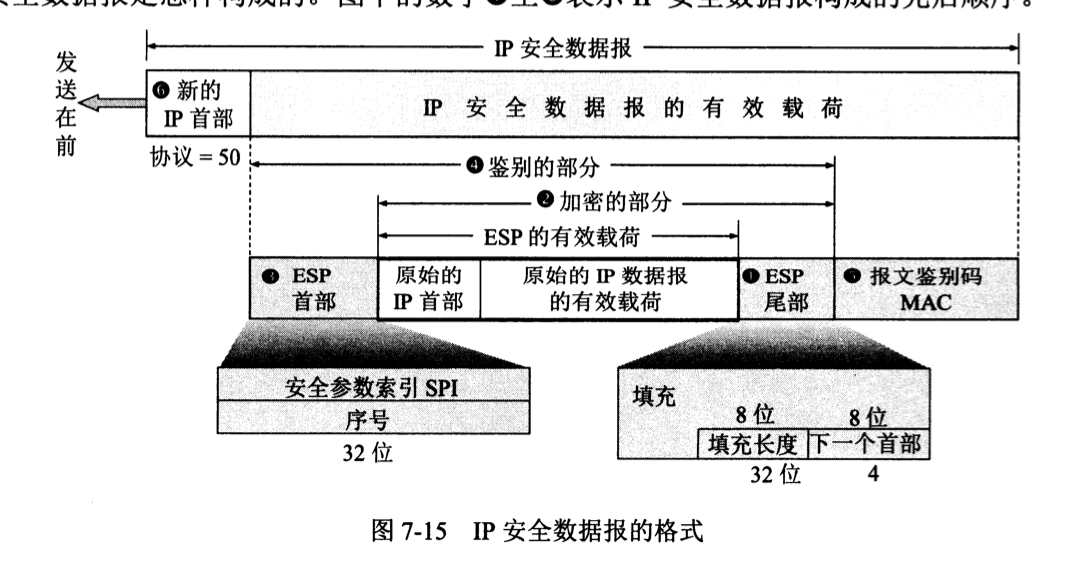 安全数据报是怎样构成的。图中的数字❶至❻表示 IP 安全数据报构成的先后顺序。
IP 安全数据报
发送在前
❻ 新的
IP 首部
IP 安全数据报的有效载荷
协议 = 50
❹ 鉴别的部分
❷ 加密的部分
ESP 的有效载荷
❸ ESP
首部
原始的
IP 首部
原始的 IP 数据报
的有效载荷
❶ ESP
尾部
❺ 报文鉴别码
MAC
安全参数索引 SPI
序号
32 位
填充
8 位
8 位
填充长度
下一个首部
32 位
4
图 7-15 IP 安全数据报的格式